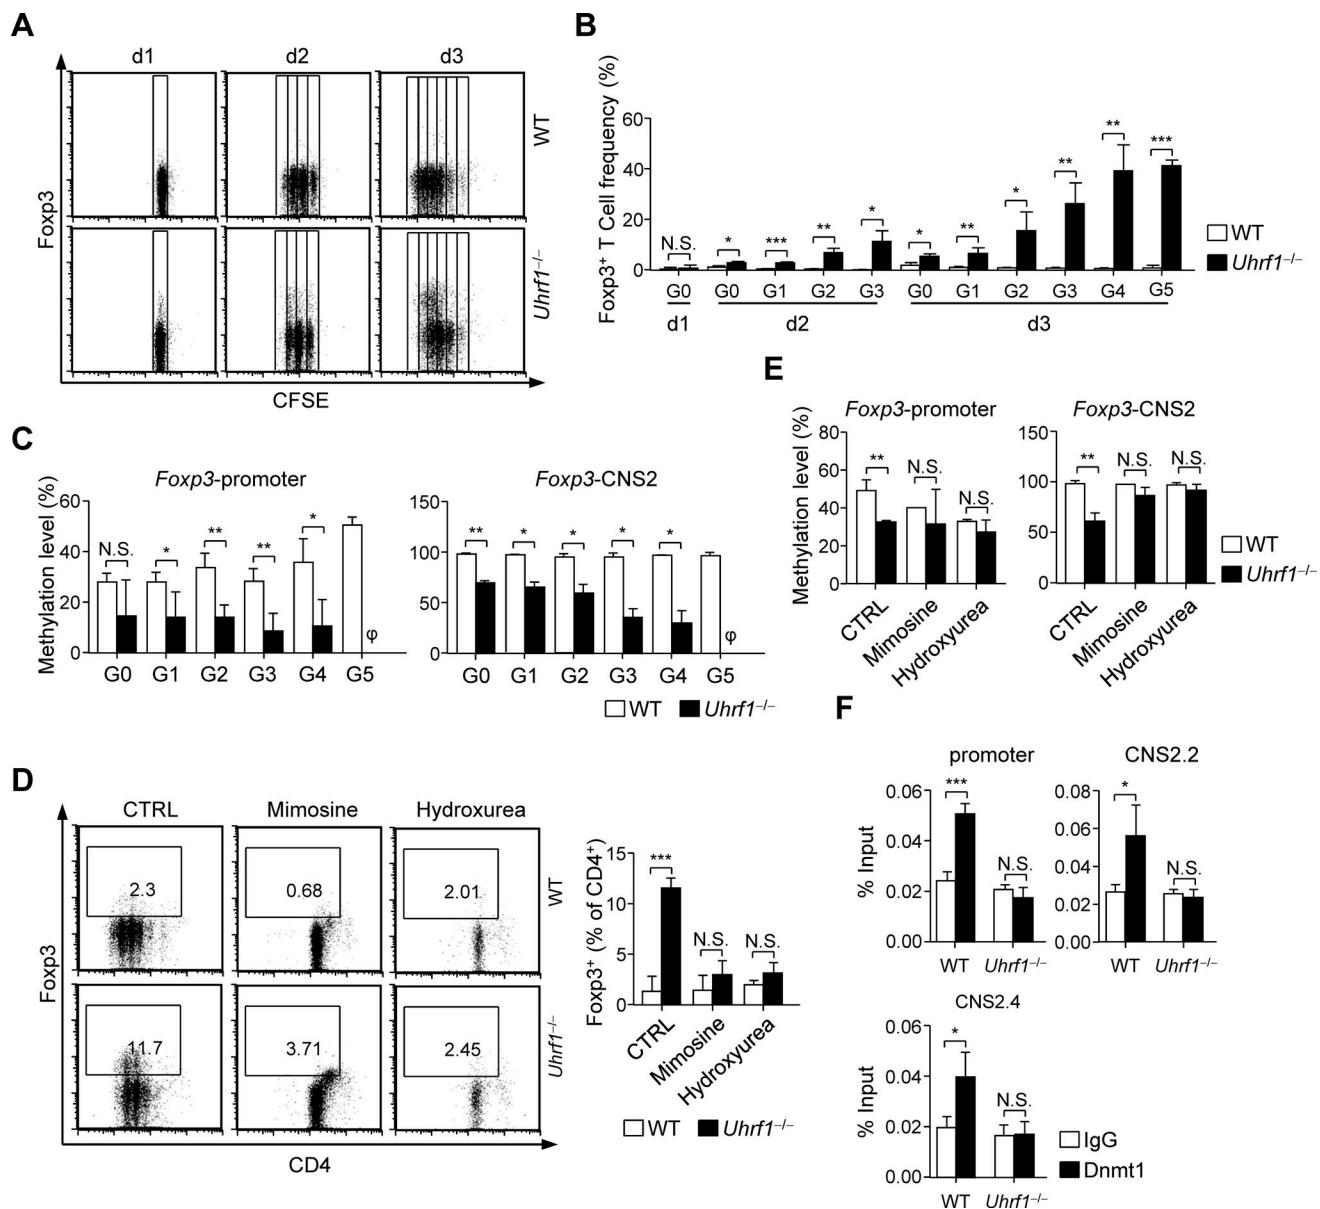 A
d1 d2 d3
Foxp3
WT
Uhrf1–/–
CFSE
B
Foxp3+ T Cell frequency (%)
60
40
20
0
N.S. * *** ** * * ** * ** ** ***
G0 G0 G1 G2 G3 G0 G1 G2 G3 G4 G5
d1 d2 d3
WT
Uhrf1–/–
C
Foxp3-promoter
Methylation level (%)
60
40
20
0
N.S. * ** ** * φ
G0 G1 G2 G3 G4 G5
Foxp3-CNS2
150
100
50
0
** * * * * φ
G0 G1 G2 G3 G4 G5
WT Uhrf1–/–
E
Foxp3-promoter
Methylation level (%)
80
60
40
20
0
** N.S. N.S.
CTRL
Mimosine
Hydroxyurea
Foxp3-CNS2
150
100
50
0
** N.S. N.S.
CTRL
Mimosine
Hydroxyurea
WT
Uhrf1–/–
D
CTRL Mimosine Hydroxurea
Foxp3
2.3 0.68 2.01
WT
11.7 3.71 2.45
Uhrf1–/–
CD4
Foxp3+ (% of CD4+)
15
10
5
0
*** N.S. N.S.
CTRL
Mimosine
Hydroxyurea
WT Uhrf1–/–
F
promoter
% Input
0.06
0.04
0.02
0.00
*** N.S.
WT Uhrf1–/–
CNS2.2
0.08
0.06
0.04
0.02
0.00
* N.S.
WT Uhrf1–/–
CNS2.4
% Input
0.06
0.04
0.02
0.00
* N.S.
WT Uhrf1–/–
IgG
Dnmt1